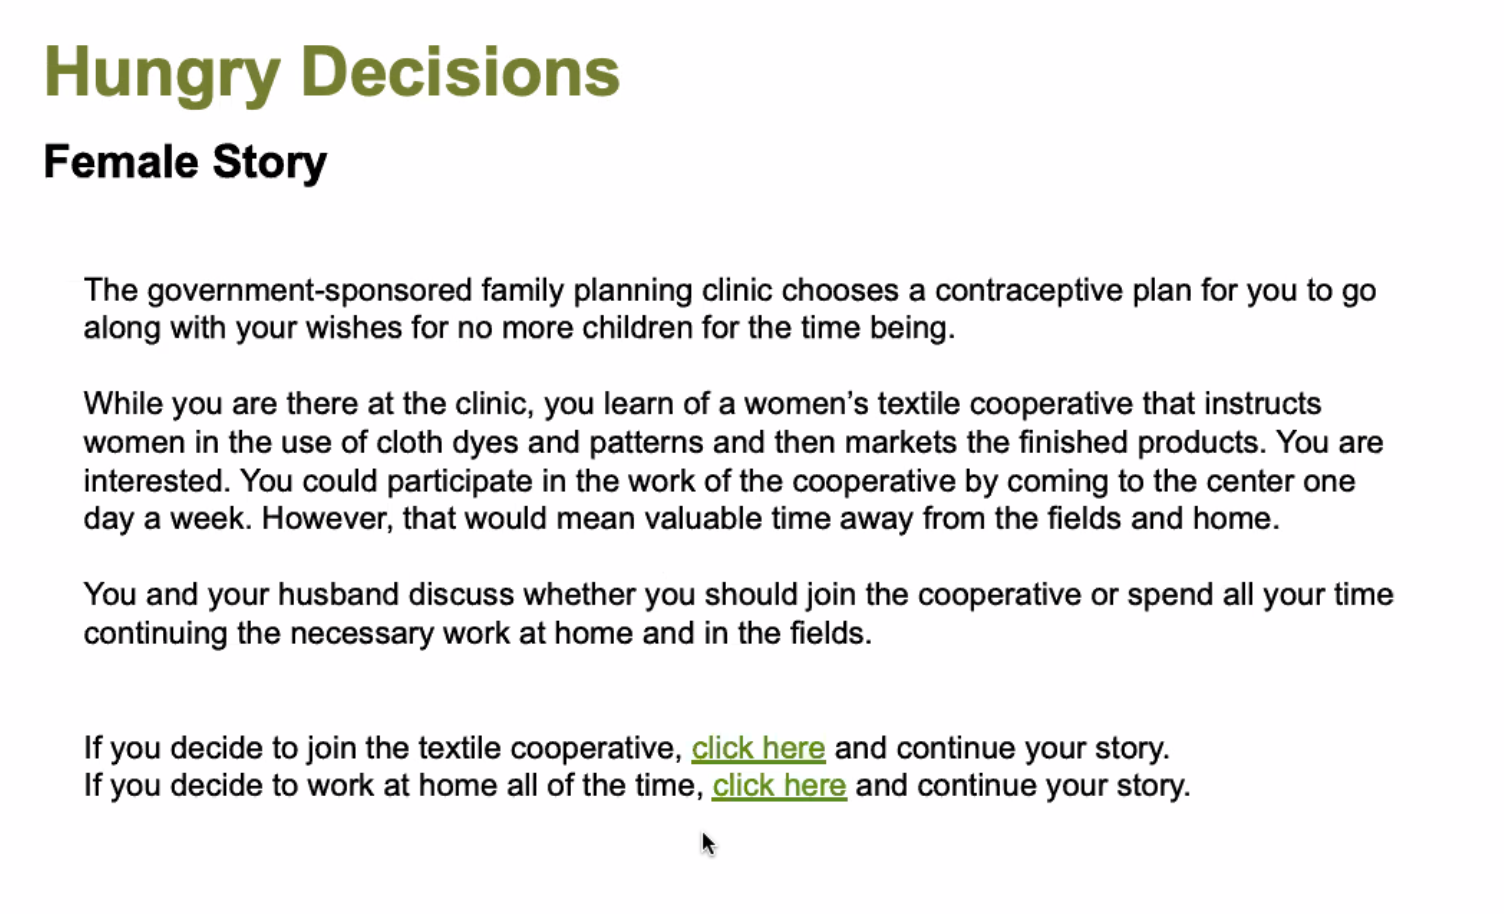 Hungry Decisions
Female Story
The government-sponsored family planning clinic chooses a contraceptive plan for you to go
along with your wishes for no more children for the time being.
While you are there at the clinic, you learn of a women’s textile cooperative that instructs
women in the use of cloth dyes and patterns and then markets the finished products. You are
interested. You could participate in the work of the cooperative by coming to the center one
day a week. However, that would mean valuable time away from the fields and home.
You and your husband discuss whether you should join the cooperative or spend all your time
continuing the necessary work at home and in the fields.
If you decide to join the textile cooperative, click here and continue your story.
If you decide to work at home all of the time, click here and continue your story.